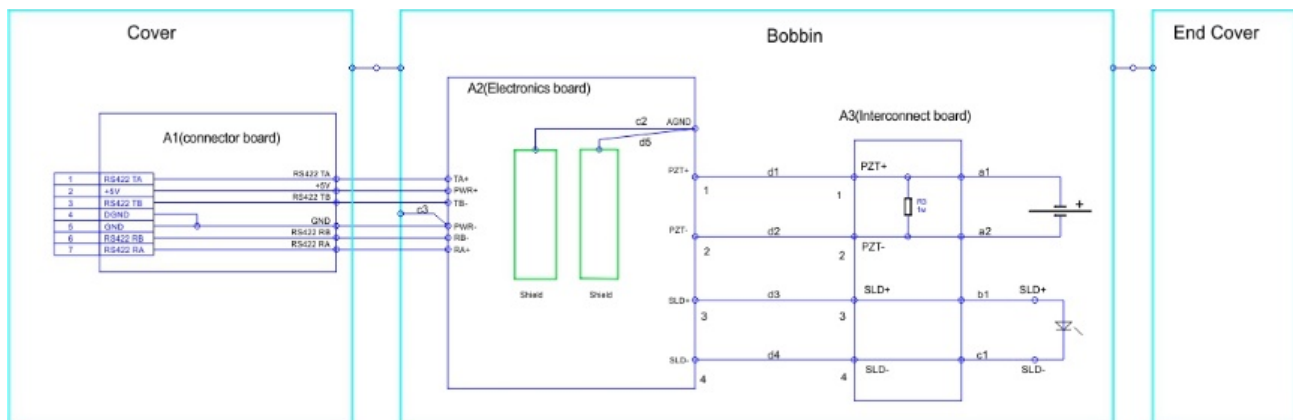 Cover
Bobbin
End Cover
A2(Electronics board)
A1(connector board)
A3(Interconnect board)
c2
AGND
d5
1 RS422 TA
2 +5V
3 RS422 TB
4 DGND
5 GND
6 RS422 RB
7 RS422 RA
RS422 TA
+5V
RS422 TB
GND
RS422 RB
RS422 RA
c3
TA+
PWR+
TB-
PWR-
RB-
RA+
Shield
Shield
PZT+
1
PZT-
2
SLD+
3
SLD-
4
d1
d2
d3
d4
PZT+
1
PZT-
2
SLD+
3
SLD-
4
a1
a2
b1
c1
+
SLD+
SLD-